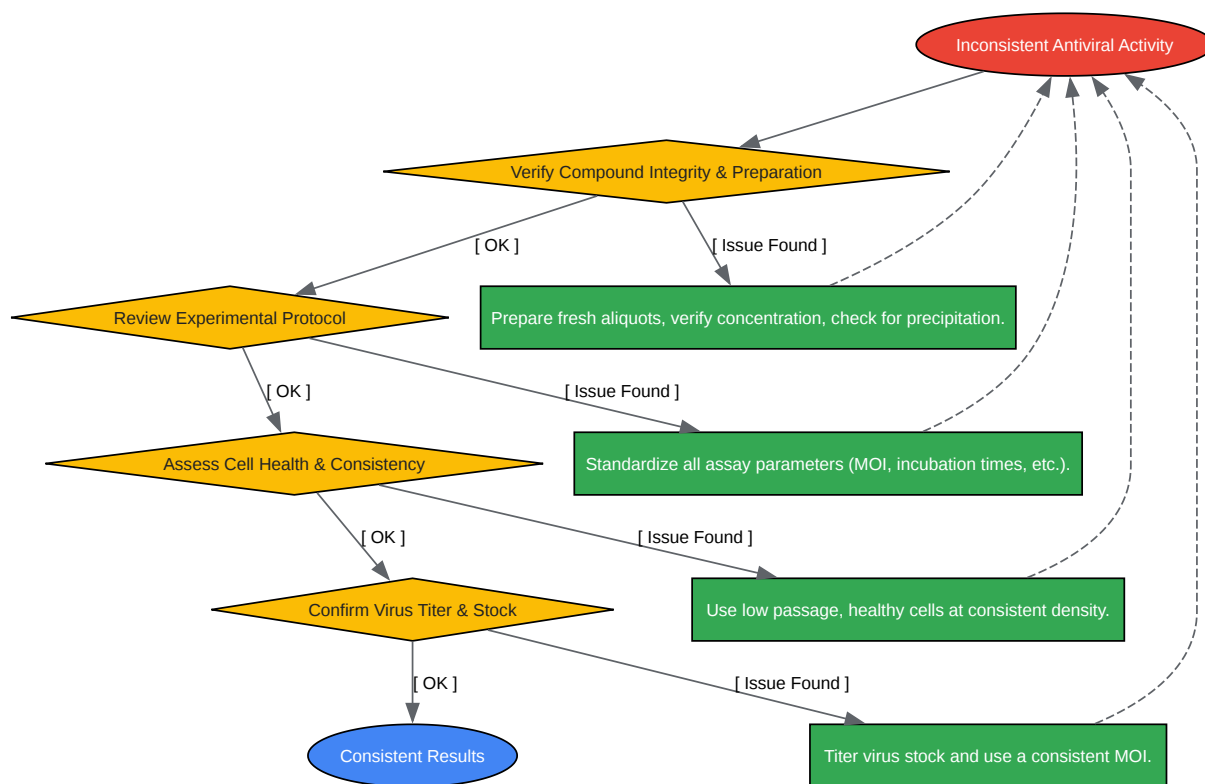 Inconsistent Antiviral Activity
Verify Compound Integrity & Preparation
[ OK ]
[ Issue Found ]
Review Experimental Protocol
Prepare fresh aliquots, verify concentration, check for precipitation.
[ OK ]
[ Issue Found ]
Assess Cell Health & Consistency
Standardize all assay parameters (MOI, incubation times, etc.).
[ OK ]
[ Issue Found ]
Confirm Virus Titer & Stock
Use low passage, healthy cells at consistent density.
[ OK ]
[ Issue Found ]
Consistent Results
Titer virus stock and use a consistent MOI.